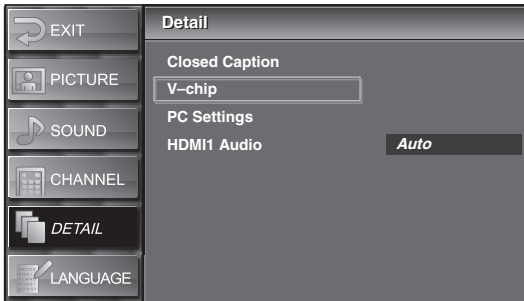 EXIT
PICTURE
SOUND
CHANNEL
DETAIL
LANGUAGE
Detail
Closed Caption
V–chip
PC Settings
HDMI1 Audio Auto